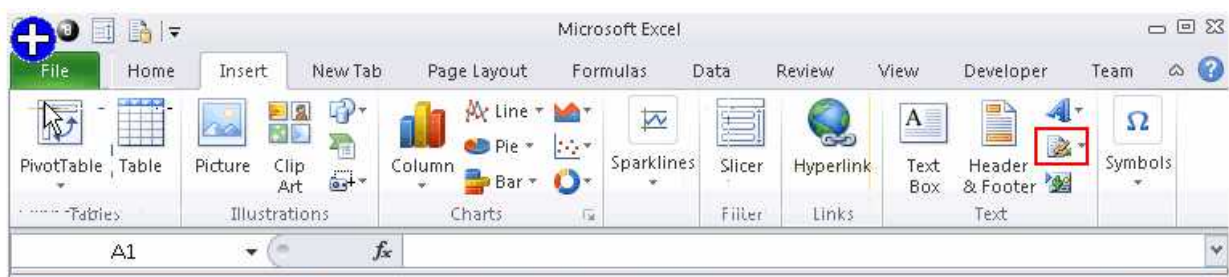 Microsoft Excel
File Home Insert New Tab Page Layout Formulas Data Review View Developer Team
PivotTable Table Picture Clip Art Column Line Pie Bar Sparklines Slicer Hyperlink A Text Box Header & Footer A Ω Symbols
Tables Illustrations Charts Filter Links Text
A1 fx